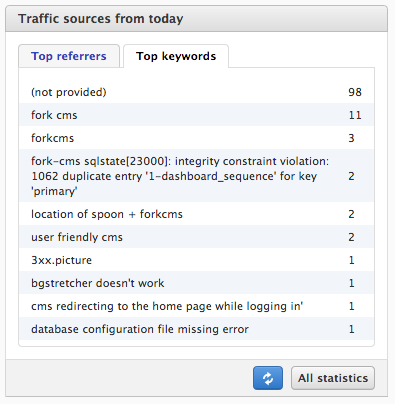 Traffic sources from today
Top referrers Top keywords
(not provided) 98
fork cms 11
forkcms 3
fork-cms sqlstate[23000]: integrity constraint violation:
1062 duplicate entry '1-dashboard_sequence' for key 2
'primary'
location of spoon + forkcms 2
user friendly cms 2
3xx.picture 1
bgstretcher doesn't work 1
cms redirecting to the home page while logging in' 1
database configuration file missing error 1
All statistics